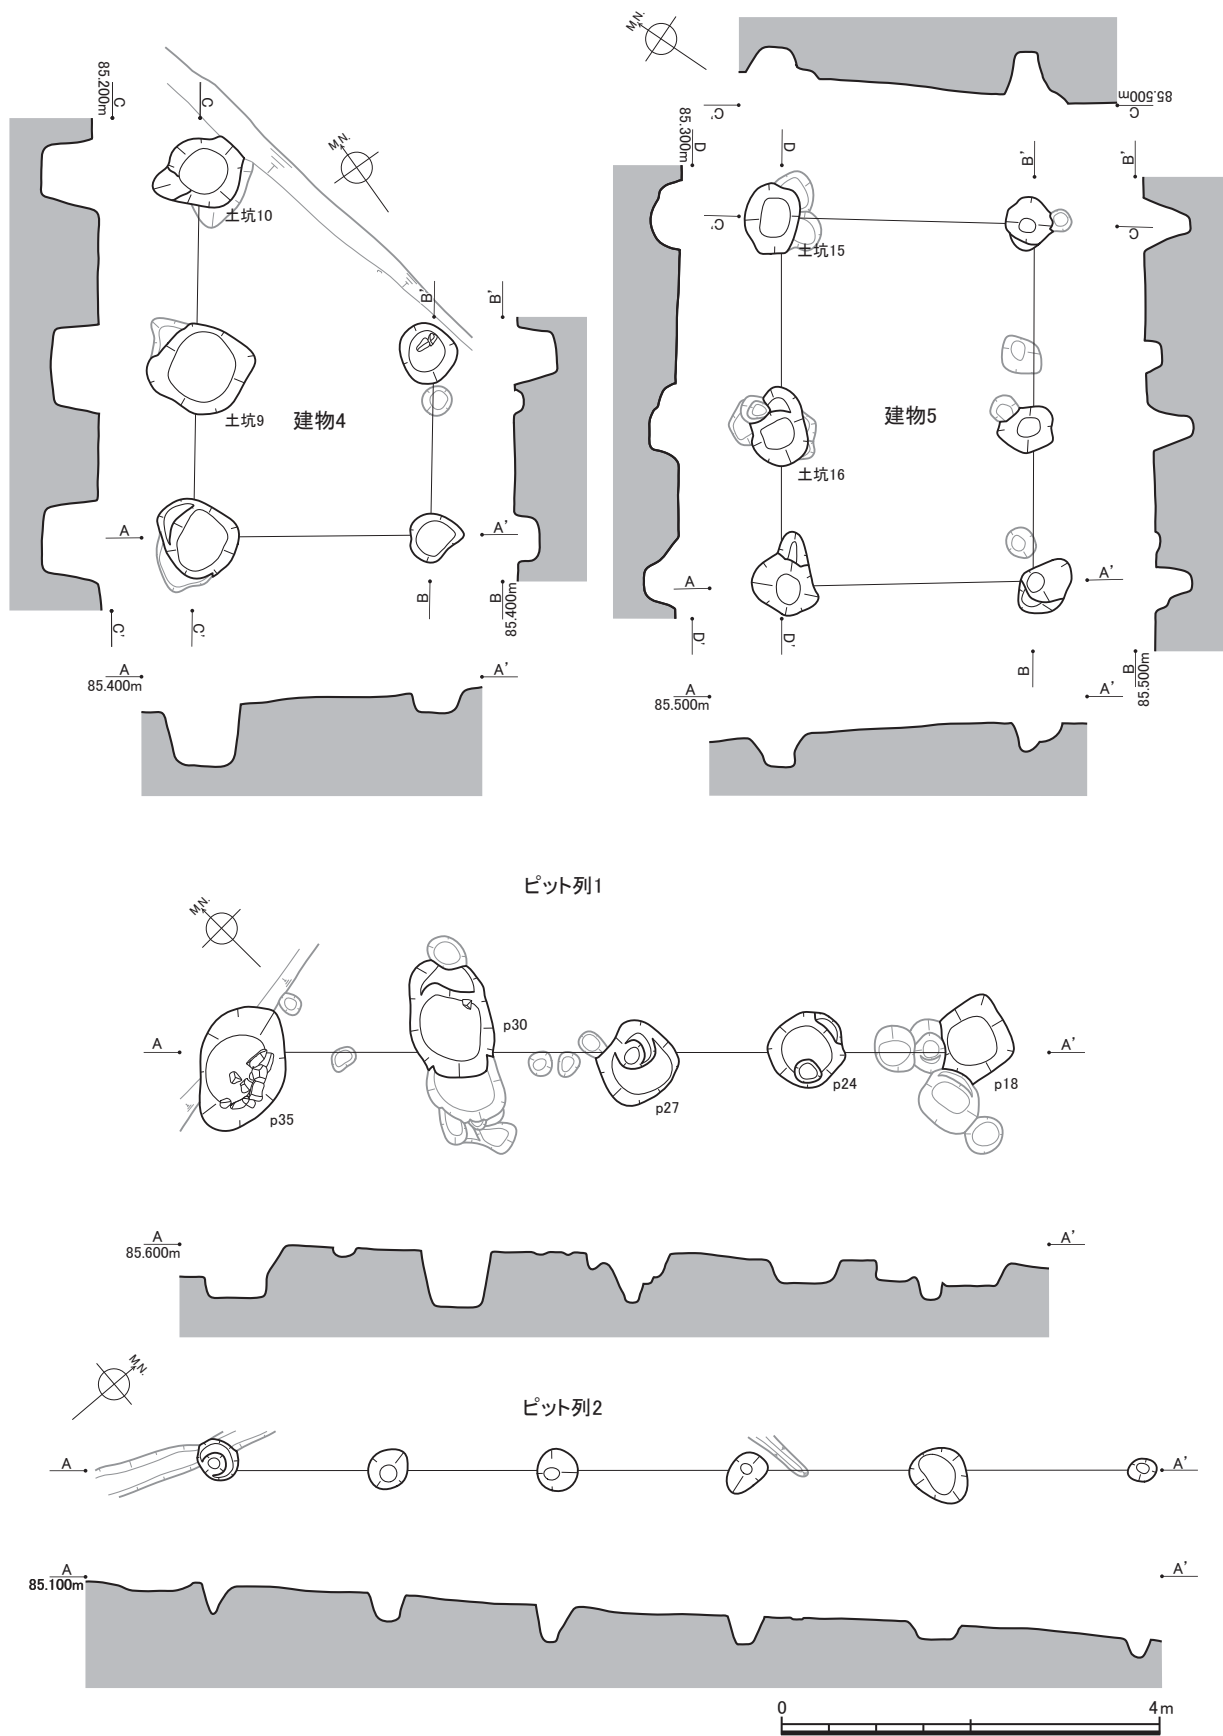 M.N.
85.200m
C
C
土坑10
土坑9
建物4
B'
B'
A
A'
B
B
85.400m
C'
C'
A
85.400m
A'
M.N.
C'
C
85.500m
85.300m
D
D
B'
B'
C'
C
土坑15
建物5
土坑16
A
A'
D'
D'
B
B
85.500m
A
85.500m
A'
ピット列1
M.N.
A
A'
p35
p30
p27
p24
p18
A
85.600m
A'
M.N.
ピット列2
A
A'
A
85.100m
A'
0
4m